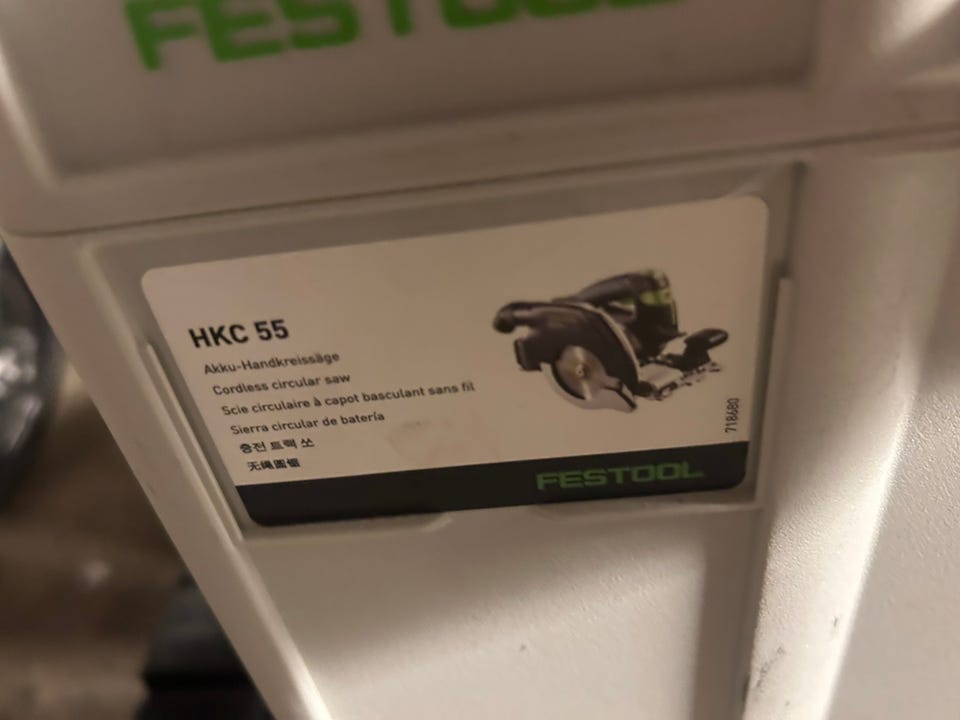 FESTOOL
HKC 55
Akku-Handkreissäge
Cordless circular saw
Scie circulaire à capot basculant sans fil
Sierra circular de batería
충전 트랙 쏘
无绳圆锯
718680
FESTOOL